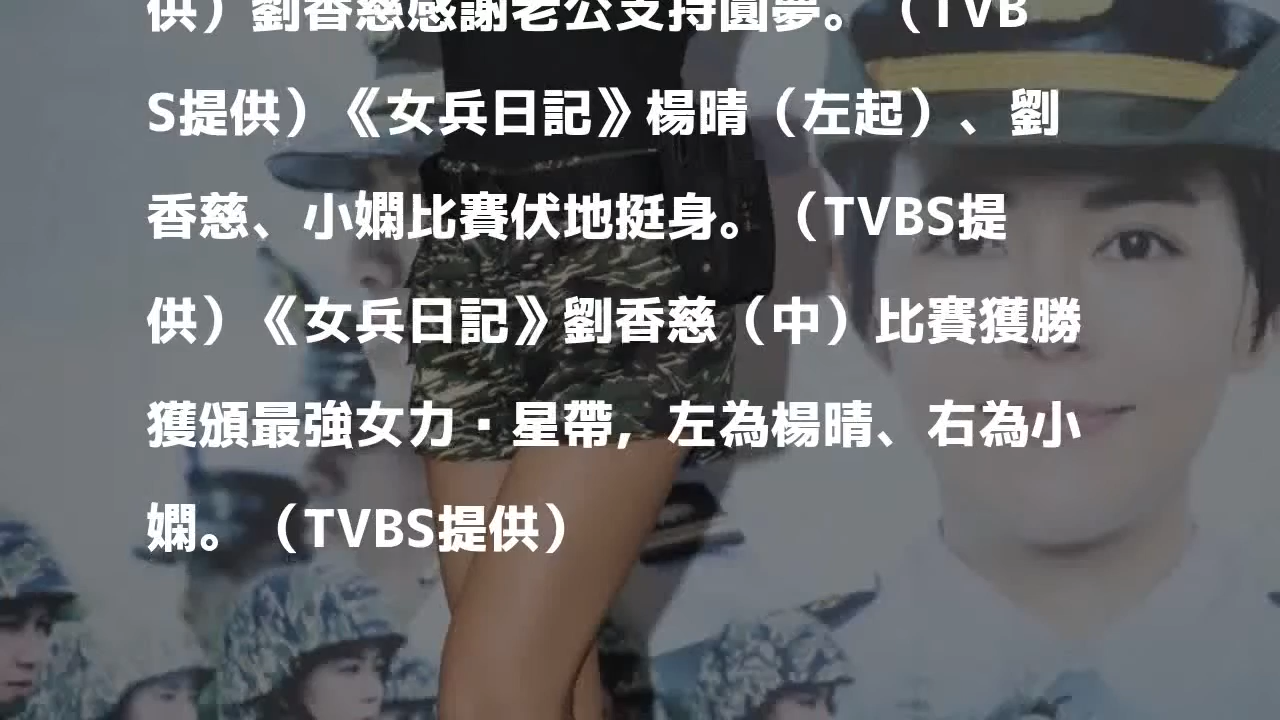 供）劉香慈感謝老公支持圓夢。（TVB
S提供）《女兵日記》楊晴（左起）、劉
香慈、小嫻比賽伏地挺身。（TVBS提
供）《女兵日記》劉香慈（中）比賽獲勝
獲頒最強女力·星帶，左為楊晴、右為小
嫻。（TVBS提供）